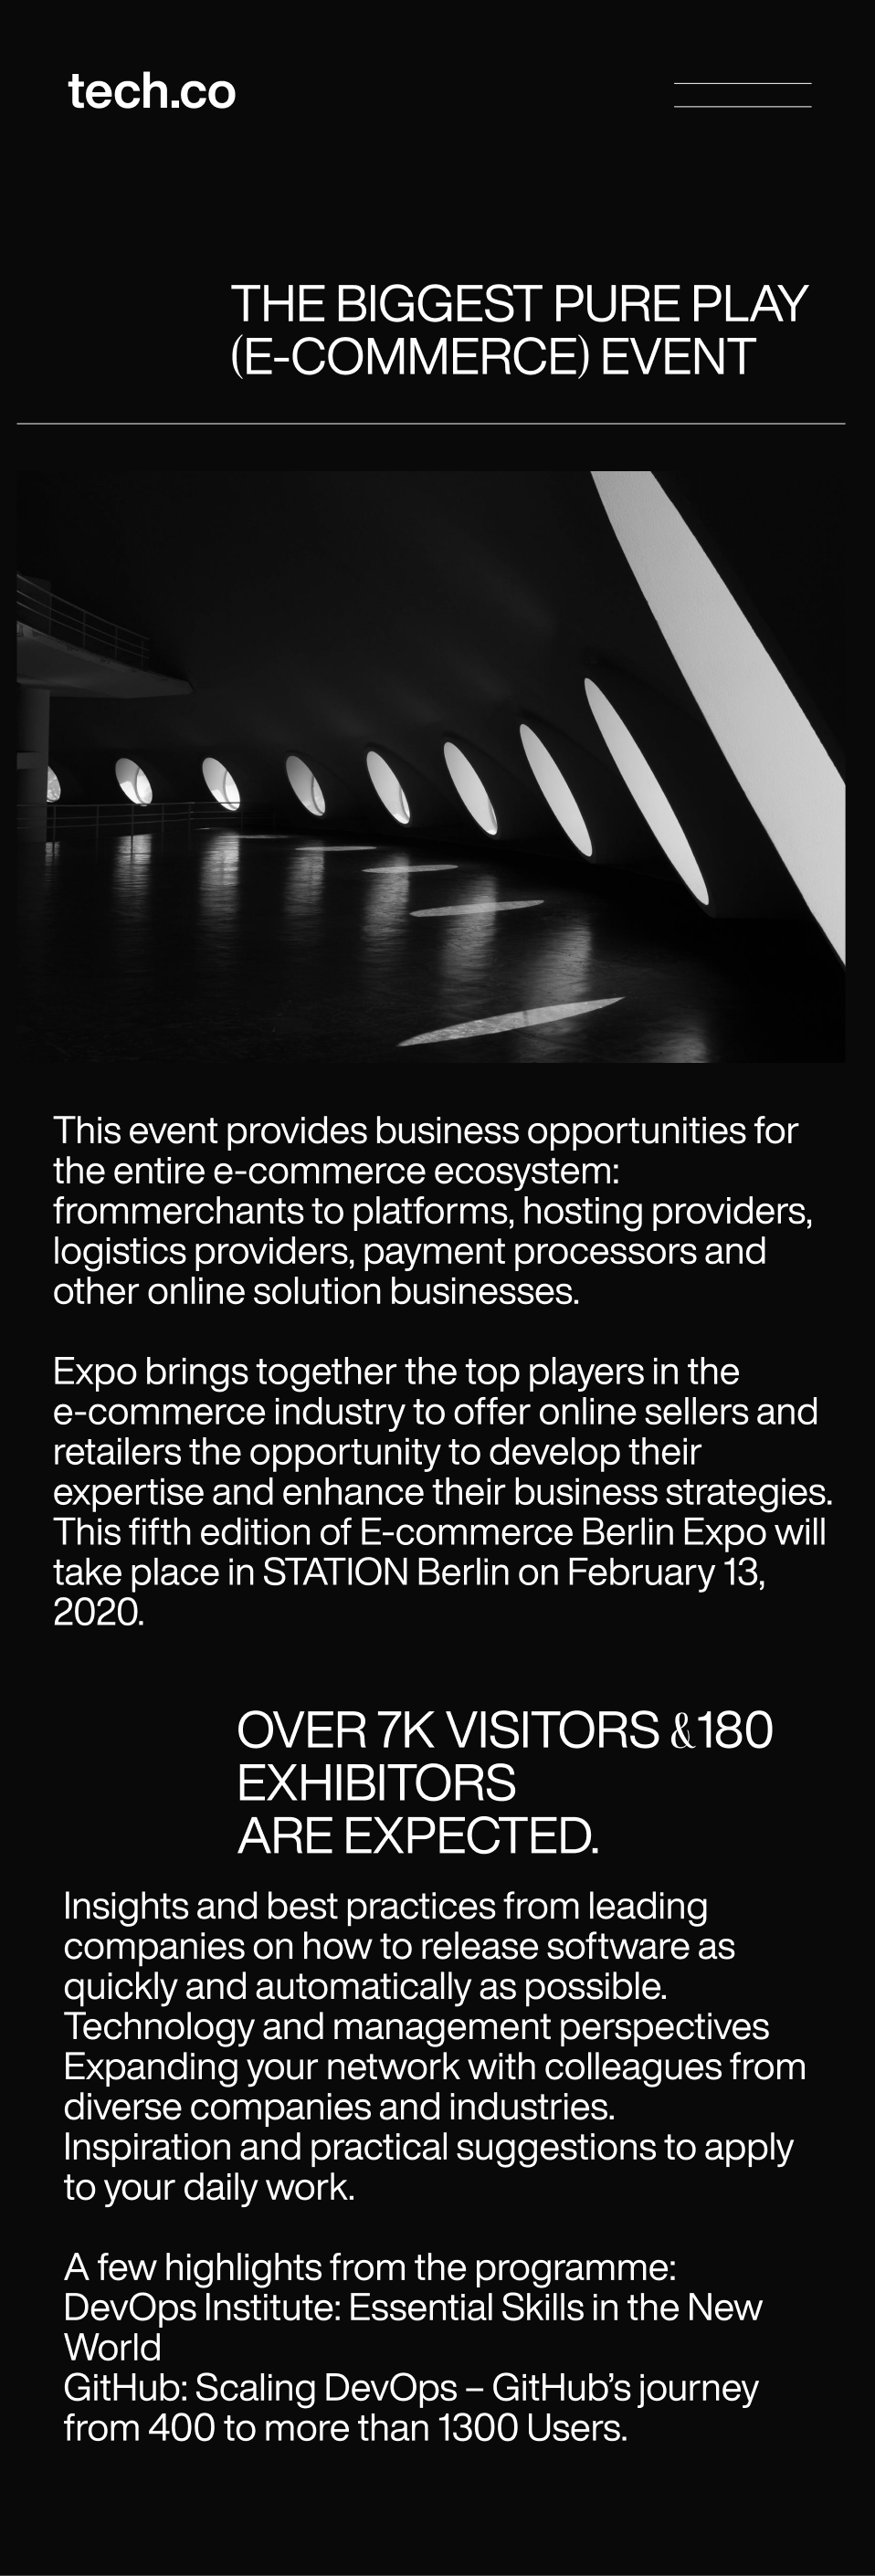 tech.co
THE BIGGEST PURE PLAY
(E-COMMERCE) EVENT
This event provides business opportunities for
the entire e-commerce ecosystem:
frommerchants to platforms, hosting providers,
logistics providers, payment processors and
other online solution businesses.
Expo brings together the top players in the
e-commerce industry to offer online sellers and
retailers the opportunity to develop their
expertise and enhance their business strategies.
This fifth edition of E-commerce Berlin Expo will
take place in STATION Berlin on February 13,
2020.
OVER 7K VISITORS &180
EXHIBITORS
ARE EXPECTED.
Insights and best practices from leading
companies on how to release software as
quickly and automatically as possible.
Technology and management perspectives
Expanding your network with colleagues from
diverse companies and industries.
Inspiration and practical suggestions to apply
to your daily work.
A few highlights from the programme:
DevOps Institute: Essential Skills in the New
World
GitHub: Scaling DevOps – GitHub’s journey
from 400 to more than 1300 Users.